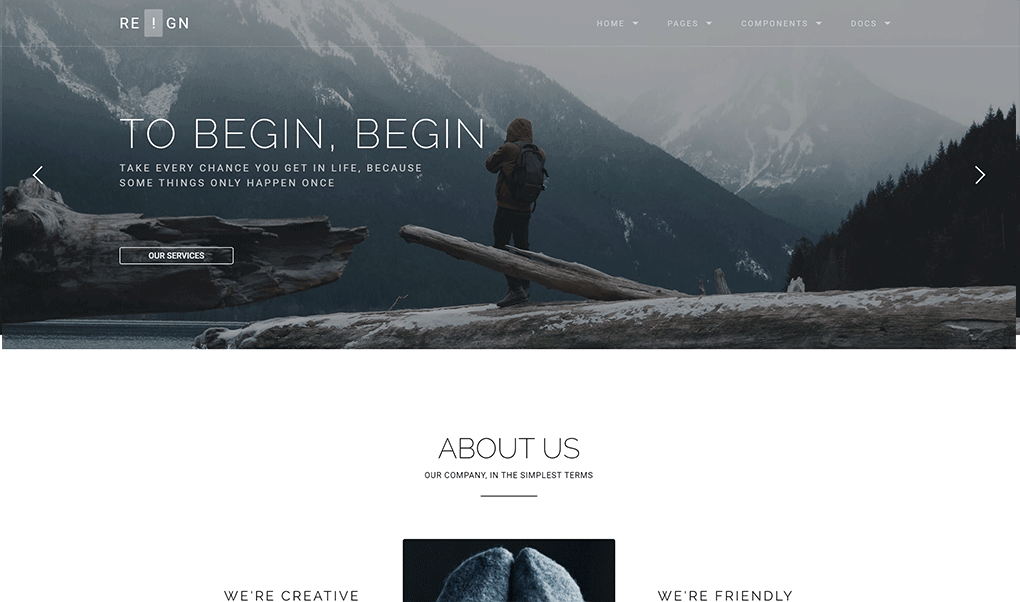 RE!GN
HOME
PAGES
COMPONENTS
DOCS
TO BEGIN, BEGIN
TAKE EVERY CHANCE YOU GET IN LIFE, BECAUSE
SOME THINGS ONLY HAPPEN ONCE
OUR SERVICES
ABOUT US
OUR COMPANY, IN THE SIMPLEST TERMS
WE'RE CREATIVE
WE'RE FRIENDLY